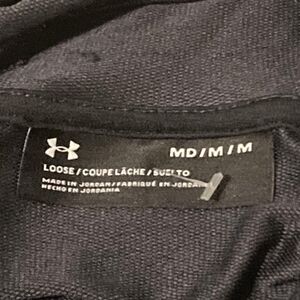 MD/M/M
LOOSE/COUPE LÂCHE/SUELTO
MADE IN JORDAN/FABRIQUÉ EN JORDANIE
HECHO EN JORDANIA